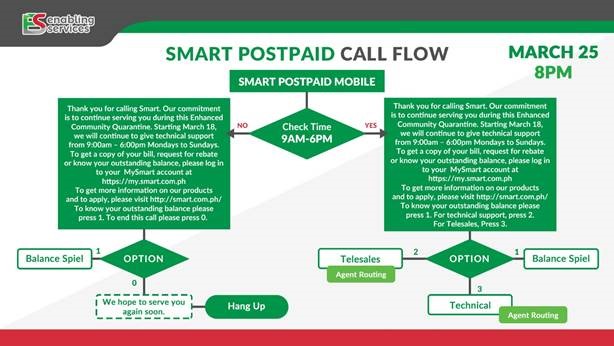 enabling
services
SMART POSTPAID CALL FLOW
MARCH 25
8PM
SMART POSTPAID MOBILE
Thank you for calling Smart. Our commitment
is to continue serving you during this Enhanced
Community Quarantine. Starting March 18,
we will continue to give technical support
from 9:00am – 6:00pm Mondays to Sundays.
To get a copy of your bill, request for rebate
or know your outstanding balance, please log in
to your MySmart account at
https://my.smart.com.ph
To get more information on our products
and to apply, please visit http://smart.com.ph/
To know your outstanding balance please
press 1. To end this call please press 0.
NO
Check Time
9AM-6PM
YES
Thank you for calling Smart. Our commitment
is to continue serving you during this Enhanced
Community Quarantine. Starting March 18,
we will continue to give technical support
from 9:00am – 6:00pm Mondays to Sundays.
To get a copy of your bill, request for rebate
or know your outstanding balance, please log in
to your MySmart account at
https://my.smart.com.ph
To get more information on our products
and to apply, please visit http://smart.com.ph/
To know your outstanding balance please
press 1. For technical support, press 2.
For Telesales, Press 3.
Balance Spiel
1
OPTION
0
We hope to serve you
again soon.
Hang Up
Telesales
Agent Routing
2
OPTION
1
Balance Spiel
3
Technical
Agent Routing